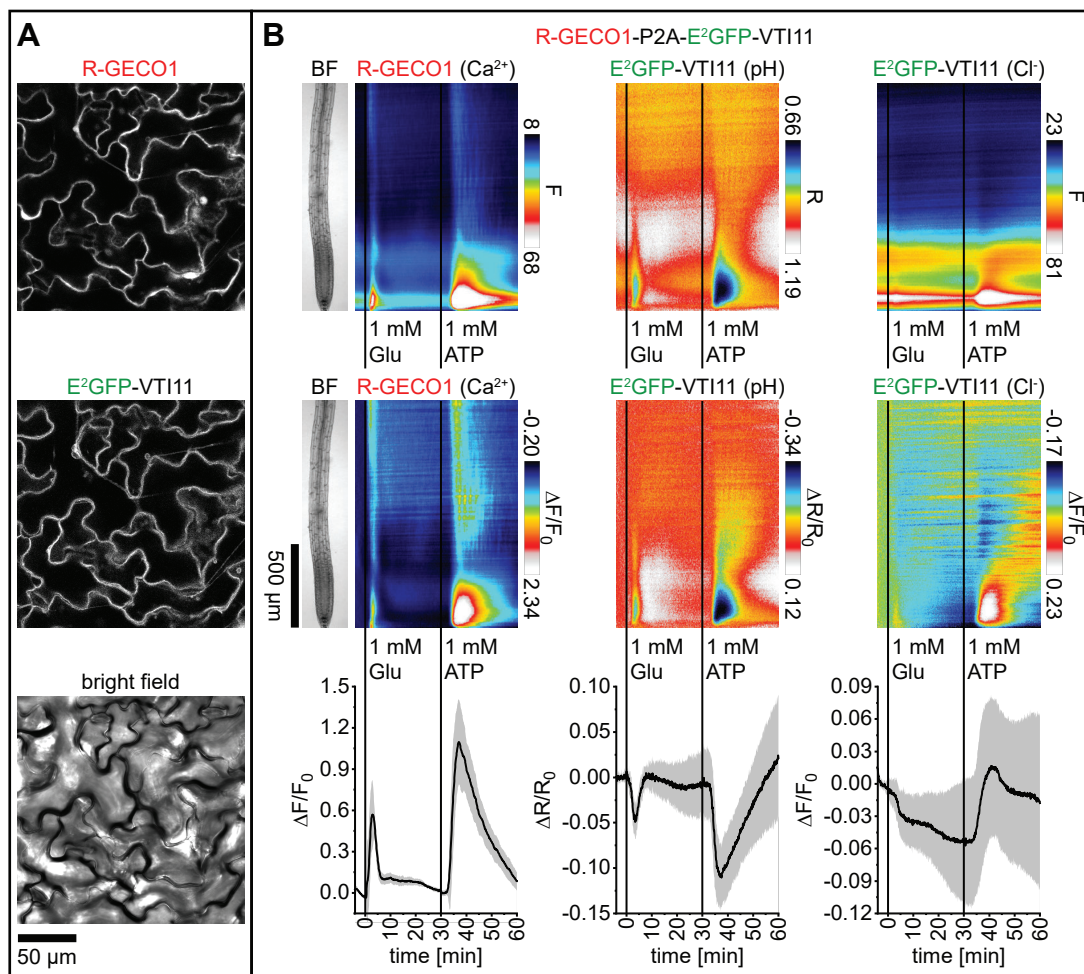 A
R-GECO1
E²GFP-VTI11
bright field
50 µm
B
R-GECO1-P2A-E²GFP-VTI11
BF
R-GECO1 (Ca²⁺)
8
F
68
E²GFP-VTI11 (pH)
0.66
R
1.19
E²GFP-VTI11 (Cl⁻)
23
F
81
1 mM
Glu
1 mM
ATP
1 mM
Glu
1 mM
ATP
1 mM
Glu
1 mM
ATP
BF
500 µm
R-GECO1 (Ca²⁺)
-0.20
ΔF/F₀
2.34
E²GFP-VTI11 (pH)
-0.34
ΔR/R₀
0.12
E²GFP-VTI11 (Cl⁻)
-0.17
ΔF/F₀
0.23
1 mM
Glu
1 mM
ATP
1 mM
Glu
1 mM
ATP
1 mM
Glu
1 mM
ATP
ΔF/F₀
1.5
1.2
0.9
0.6
0.3
0.0
0 10 20 30 40 50 60
time [min]
ΔR/R₀
0.10
0.05
0.00
-0.05
-0.10
-0.15
0 10 20 30 40 50 60
time [min]
ΔF/F₀
0.09
0.06
0.03
0.00
-0.03
-0.06
-0.09
-0.12
0 10 20 30 40 50 60
time [min]